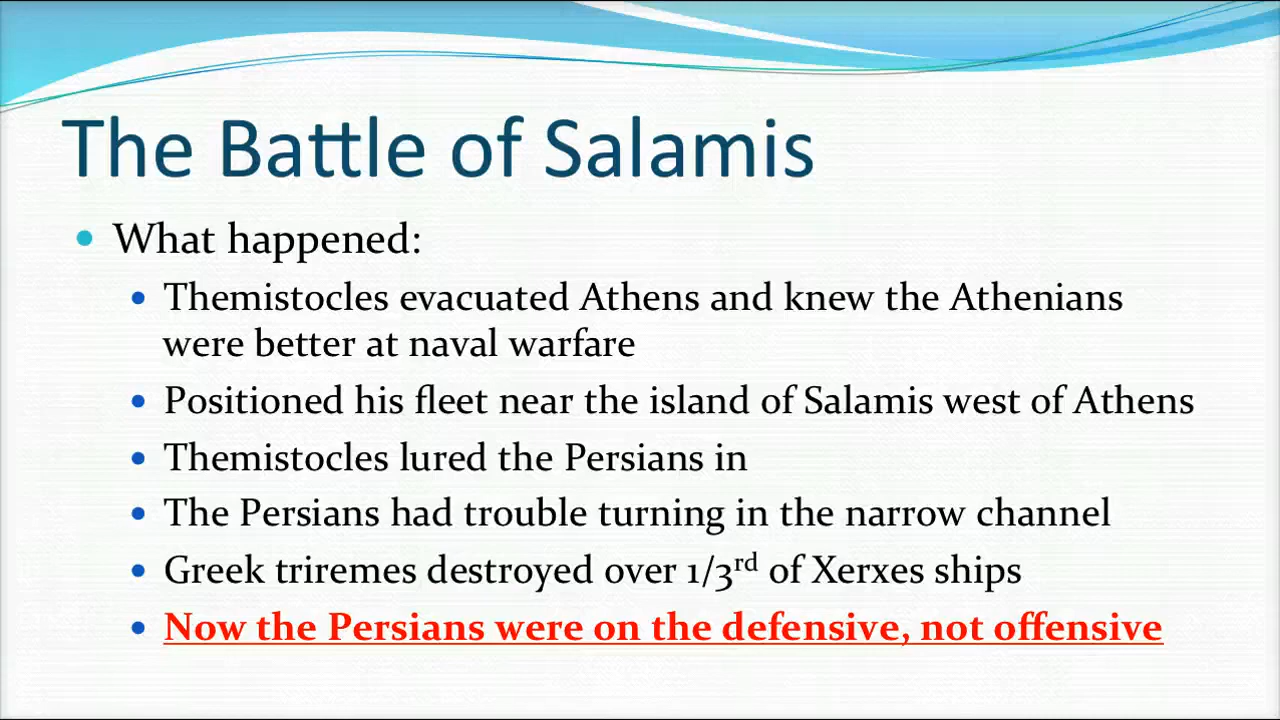 The Battle of Salamis
What happened:
Themistocles evacuated Athens and knew the Athenians
were better at naval warfare
Positioned his fleet near the island of Salamis west of Athens
Themistocles lured the Persians in
The Persians had trouble turning in the narrow channel
Greek triremes destroyed over 1/3rd of Xerxes ships
Now the Persians were on the defensive, not offensive